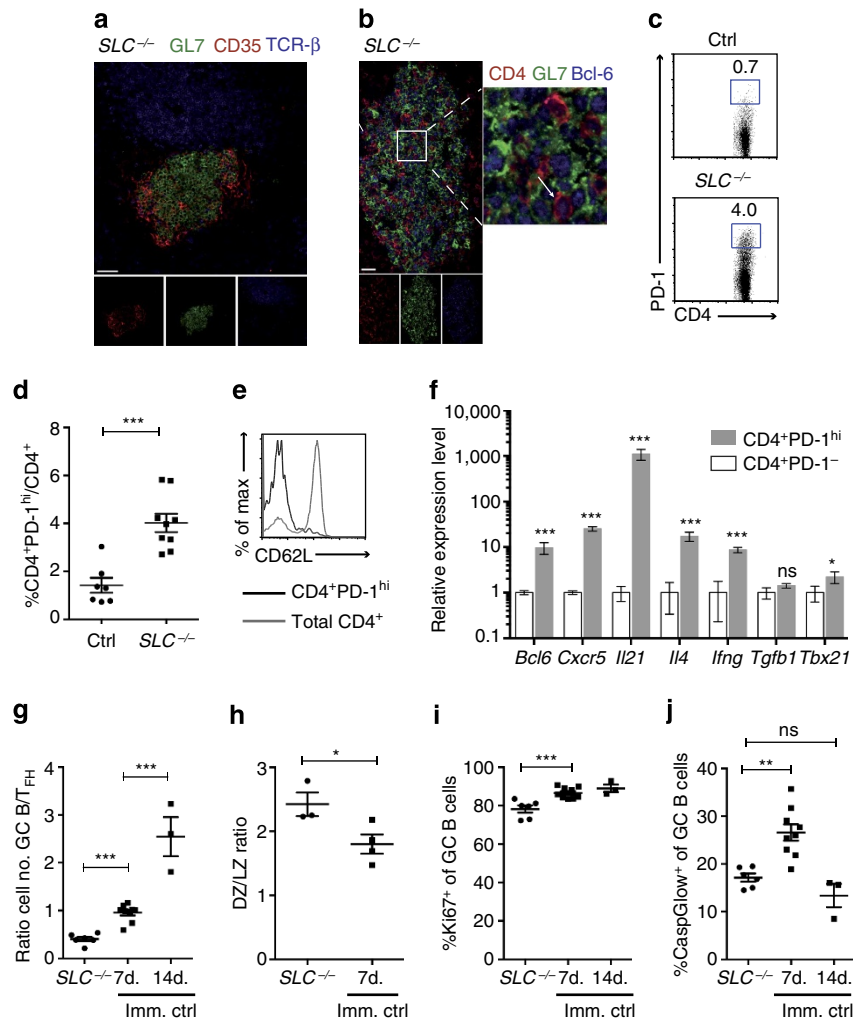 a
SLC−/−
GL7 CD35 TCR-β
b
SLC−/−
CD4 GL7 Bcl-6
c
Ctrl
0.7
SLC−/−
4.0
PD-1
CD4
d
%CD4+PD-1hi/CD4+
8
6
4
2
0
***
Ctrl
SLC−/−
e
% of max
CD62L
CD4+PD-1hi
Total CD4+
f
Relative expression level
10,000
1,000
100
10
1
0.1
CD4+PD-1hi
CD4+PD-1−
***
***
***
***
***
ns
*
Bcl6 Cxcr5 Il21 Il4 Ifng Tgfb1 Tbx21
g
Ratio cell no. GC B/TFH
4
3
2
1
0
***
***
SLC−/− 7d. 14d.
Imm. ctrl
h
DZ/LZ ratio
3
2
1
0
*
SLC−/− 7d.
Imm. ctrl
i
%Ki67+ of GC B cells
100
80
60
40
20
0
***
SLC−/− 7d. 14d.
Imm. ctrl
j
%CaspGlow+ of GC B cells
40
30
20
10
0
ns
**
SLC−/− 7d. 14d.
Imm. ctrl